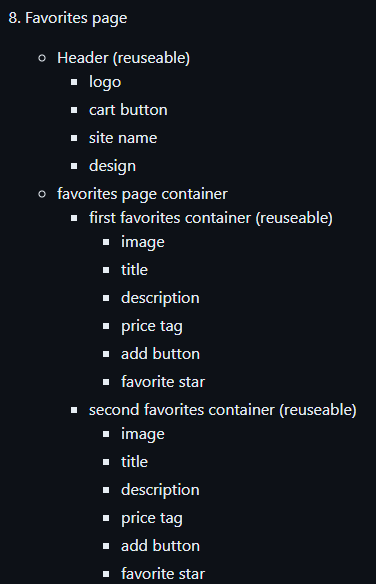 8. Favorites page
Header (reuseable)
logo
cart button
site name
design
favorites page container
first favorites container (reuseable)
image
title
description
price tag
add button
favorite star
second favorites container (reuseable)
image
title
description
price tag
add button
favorite star